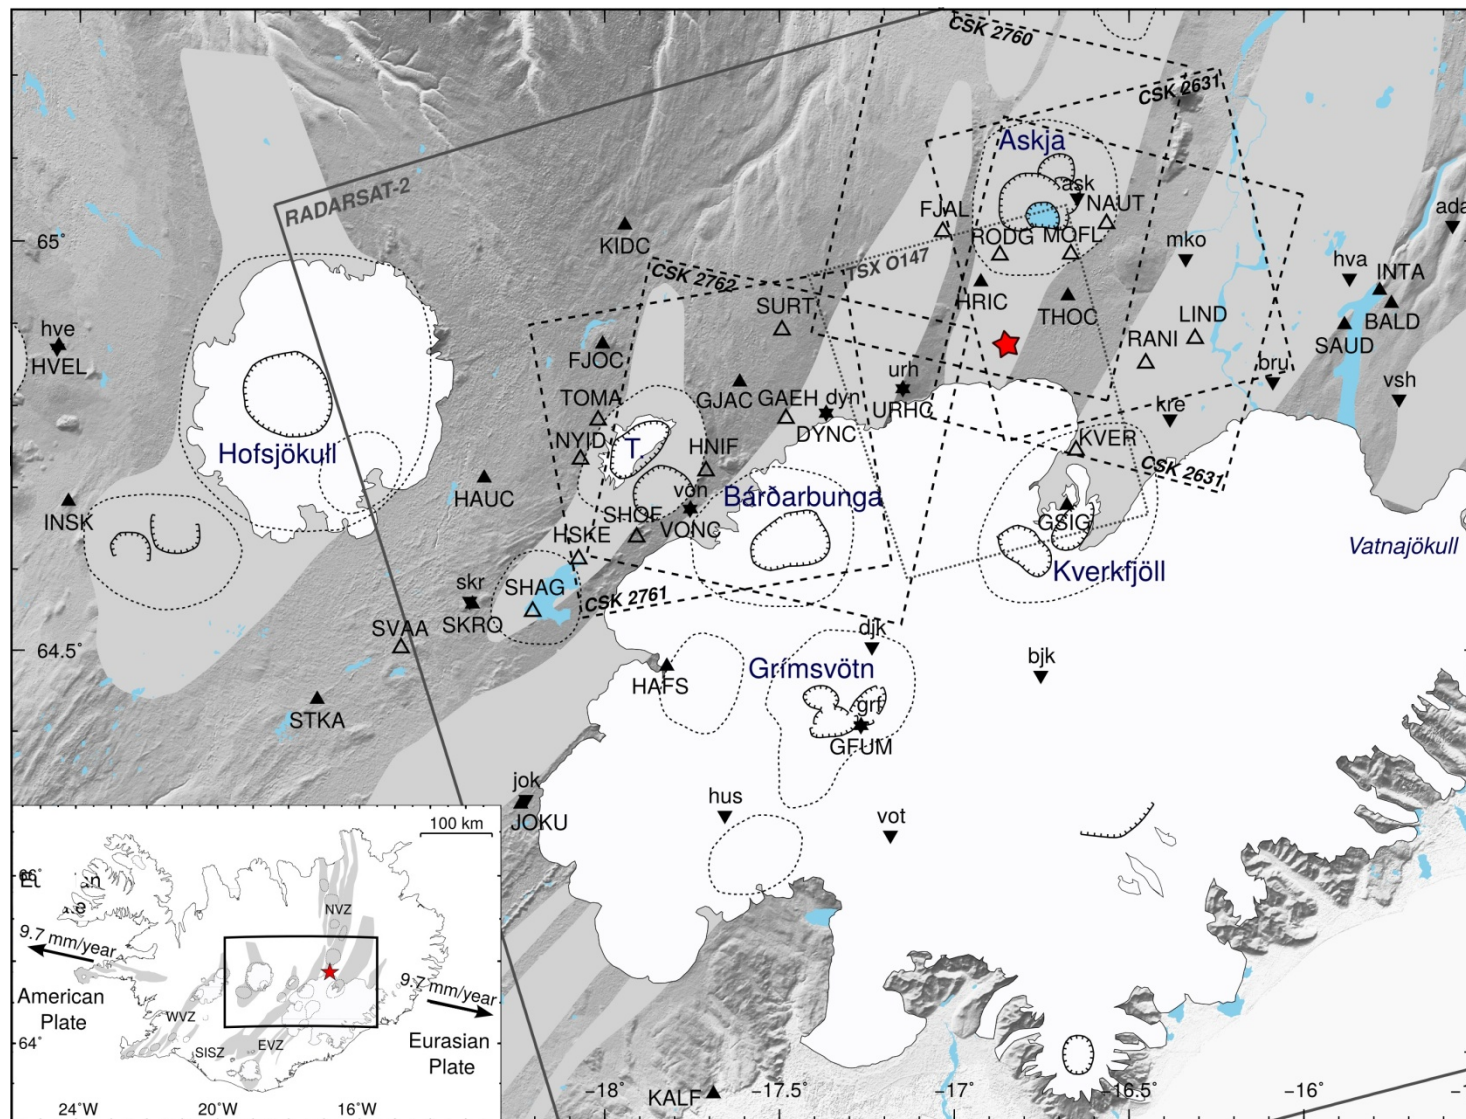 CSK 2760
CSK 2631
Askja
RADARSAT-2
ask
NAUT
FJAL
KIDC
RODG
MOFL
ada
65°
mko
TSX O147
CSK 2762
hva
INTA
SURT
HRIC
THOC
BALD
LIND
hve
HVEL
FJOC
RANI
SAUD
urh
bru
GJAC
URHC
TOMA
GAEH
dyn
DYNC
vsh
kre
NYID
T.
HNIF
KVER
Hofsjökull
CSK 2631
HAUC
vön
Bárðarbunga
INSK
SHOF
VONC
GSIG
HSKE
Vatnajökull
Kverkfjöll
skr
SHAG
CSK 2761
SKRO
SVAA
djk
64.5°
bjk
Grímsvötn
HAFS
STKA
grf
GFUM
jok
hus
JOKU
vot
100 km
66°
NVZ
9.7 mm/year
9.7 mm/year
American
Plate
WVZ
SISZ
EVZ
Eurasian
Plate
64°
KALF
−18°
−17.5°
−17°
−16.5°
−16°
24°W
20°W
16°W